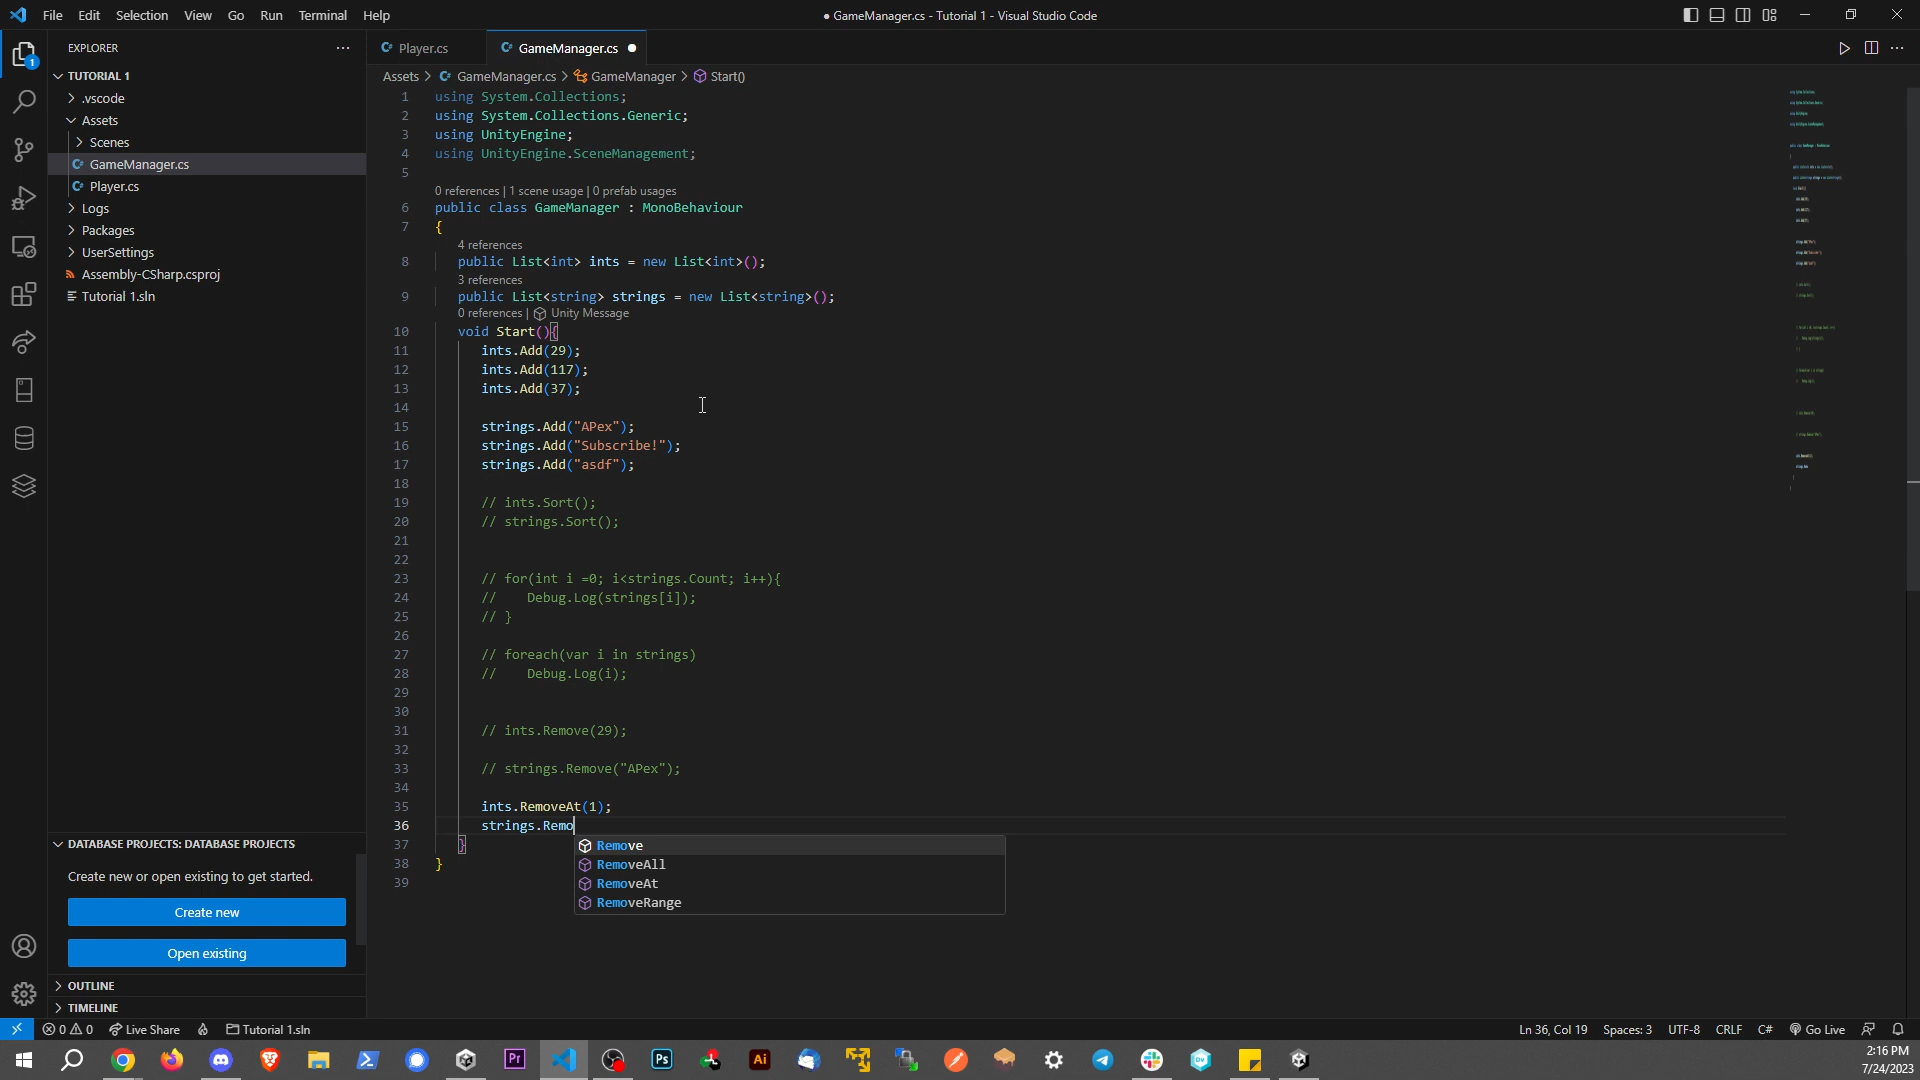 File Edit Selection View Go Run Terminal Help
● GameManager.cs - Tutorial 1 - Visual Studio Code
EXPLORER
Player.cs
GameManager.cs
TUTORIAL 1
Assets > GameManager.cs > GameManager > Start()
.vscode
Assets
Scenes
GameManager.cs
Player.cs
Logs
Packages
UserSettings
Assembly-CSharp.csproj
Tutorial 1.sln
1 using System.Collections;
2 using System.Collections.Generic;
3 using UnityEngine;
4 using UnityEngine.SceneManagement;
5
0 references | 1 scene usage | 0 prefab usages
6 public class GameManager : MonoBehaviour
7 {
4 references
8 public List<int> ints = new List<int>();
3 references
9 public List<string> strings = new List<string>();
0 references | Unity Message
10 void Start(){
11 ints.Add(29);
12 ints.Add(117);
13 ints.Add(37);
14
15 strings.Add("APex");
16 strings.Add("Subscribe!");
17 strings.Add("asdf");
18
19 // ints.Sort();
20 // strings.Sort();
21
22
23 // for(int i =0; i<strings.Count; i++){
24 // Debug.Log(strings[i]);
25 // }
26
27 // foreach(var i in strings)
28 // Debug.Log(i);
29
30
31 // ints.Remove(29);
32
33 // strings.Remove("APex");
34
35 ints.RemoveAt(1);
36 strings.Remo
37 }
38 }
39
Remove
RemoveAll
RemoveAt
RemoveRange
DATABASE PROJECTS: DATABASE PROJECTS
Create new or open existing to get started.
Create new
Open existing
OUTLINE
TIMELINE
1
0 0 Live Share Tutorial 1.sln
Ln 36, Col 19 Spaces: 3 UTF-8 CRLF C# Go Live
Pr
Ps
Ai
2:16 PM
7/24/2023